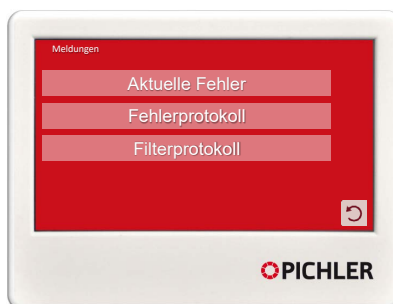 Meldungen
Aktuelle Fehler
Fehlerprotokoll
Filterprotokoll
PICHLER